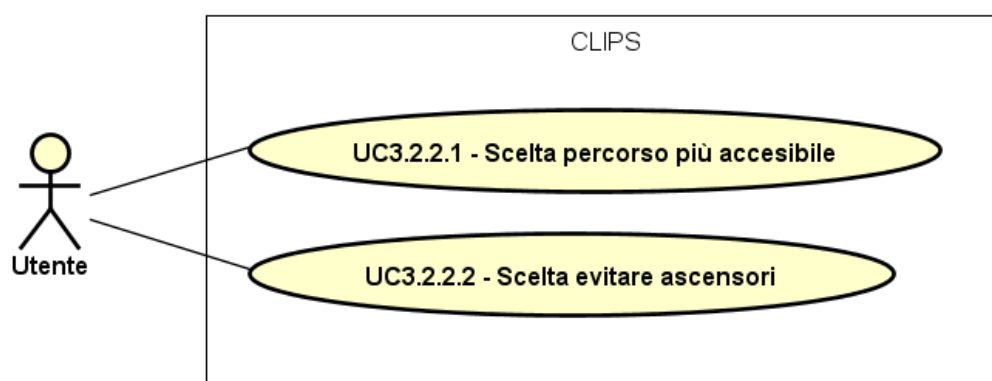 CLIPS
UC3.2.2.1 - Scelta percorso più accesibile
Utente
UC3.2.2.2 - Scelta evitare ascensori